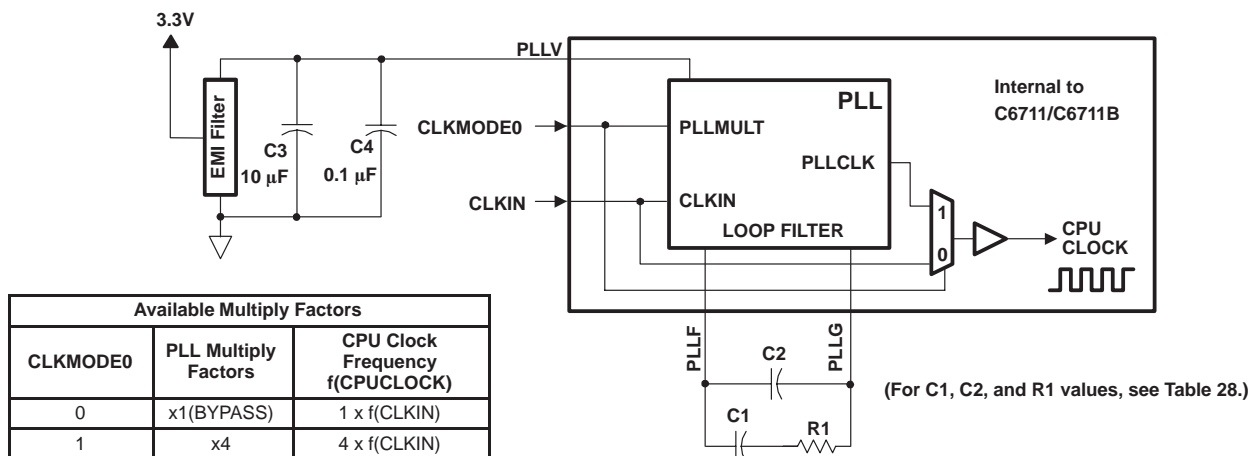 3.3V
EMI Filter
C3
10 μF
C4
0.1 μF
PLLV
CLKMODE0
CLKIN
PLL
PLLMULT
PLLCLK
CLKIN
LOOP FILTER
Internal to
C6711/C6711B
1
0
CPU
CLOCK
PLLF
PLLG
C2
C1
R1
(For C1, C2, and R1 values, see Table 28.)
Available Multiply Factors
CLKMODE0
PLL Multiply
Factors
CPU Clock
Frequency
f(CPUCLOCK)
0
x1(BYPASS)
1 x f(CLKIN)
1
x4
4 x f(CLKIN)